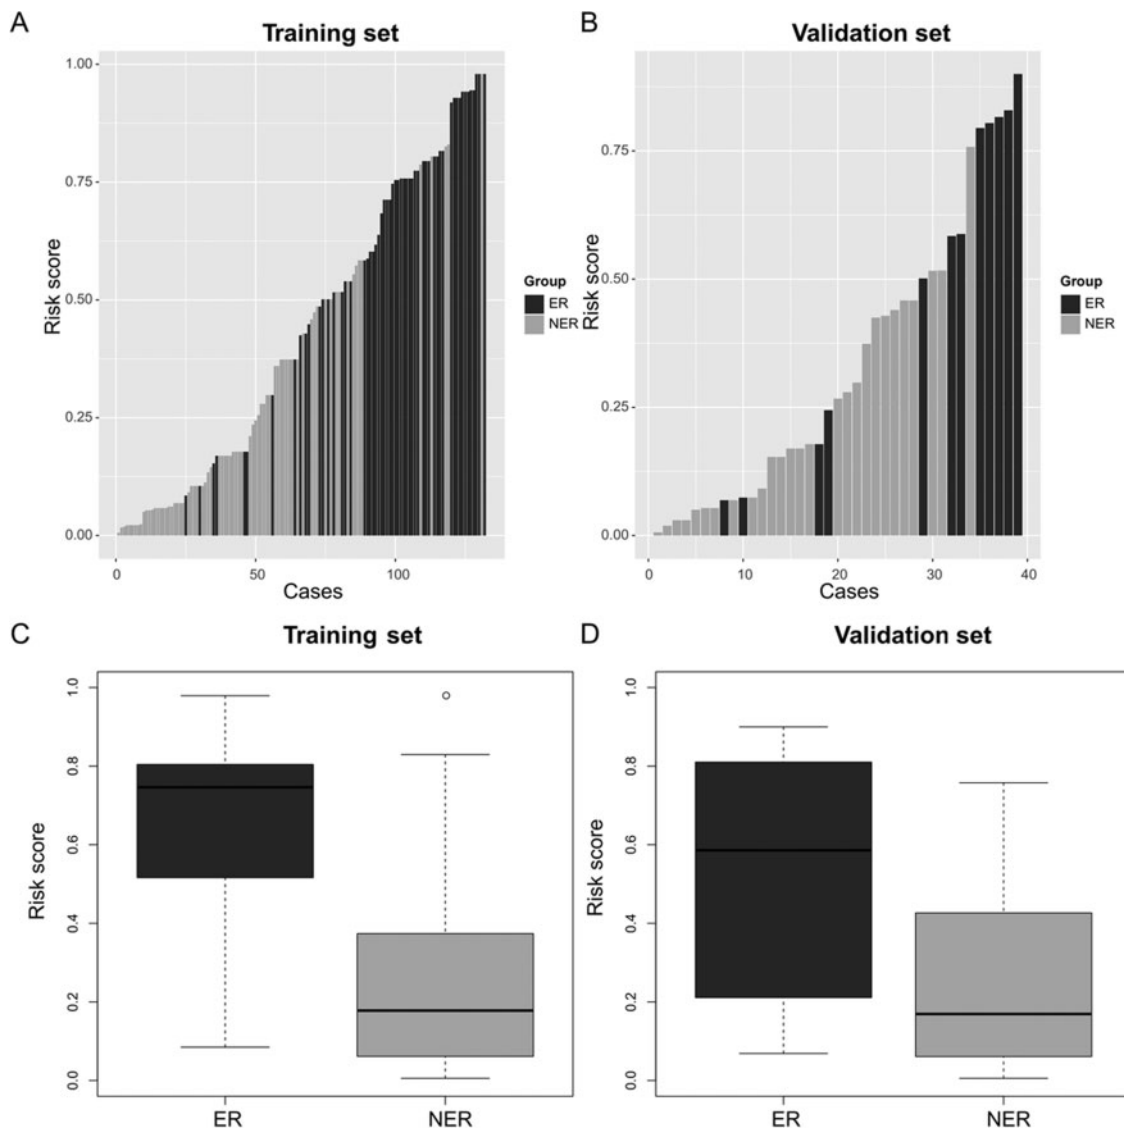 A
Training set
1.00
0.75
0.50
0.25
0.00
Risk score
0
50
100
Cases
Group
ER
NER
B
Validation set
0.75
0.50
0.25
0.00
Risk score
0
10
20
30
40
Cases
Group
ER
NER
C
Training set
1.0
0.8
0.6
0.4
0.2
0.0
Risk score
ER
NER
D
Validation set
1.0
0.8
0.6
0.4
0.2
0.0
Risk score
ER
NER